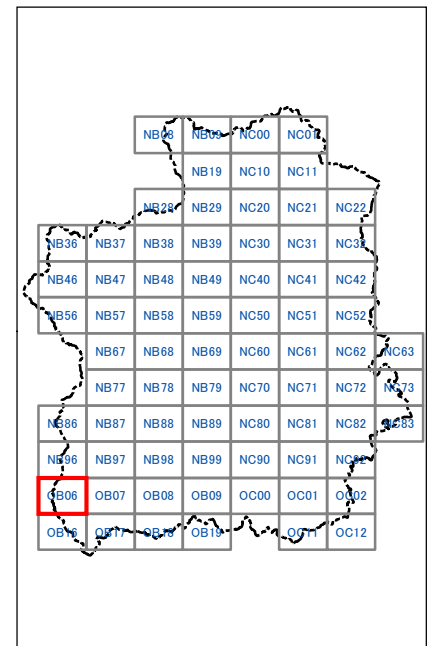 NB08 NB09 NC00 NC01
NB19 NC10 NC11
NB28 NB29 NC20 NC21 NC22
NB36 NB37 NB38 NB39 NC30 NC31 NC32
NB46 NB47 NB48 NB49 NC40 NC41 NC42
NB56 NB57 NB58 NB59 NC50 NC51 NC52
NB67 NB68 NB69 NC60 NC61 NC62 NC63
NB77 NB78 NB79 NC70 NC71 NC72 NC73
NB86 NB87 NB88 NB89 NC80 NC81 NC82 NC83
NB96 NB97 NB98 NB99 NC90 NC91 NC92
OB06 OB07 OB08 OB09 OC00 OC01 OC02
OB16 OB17 OB18 OB19 OC11 OC12